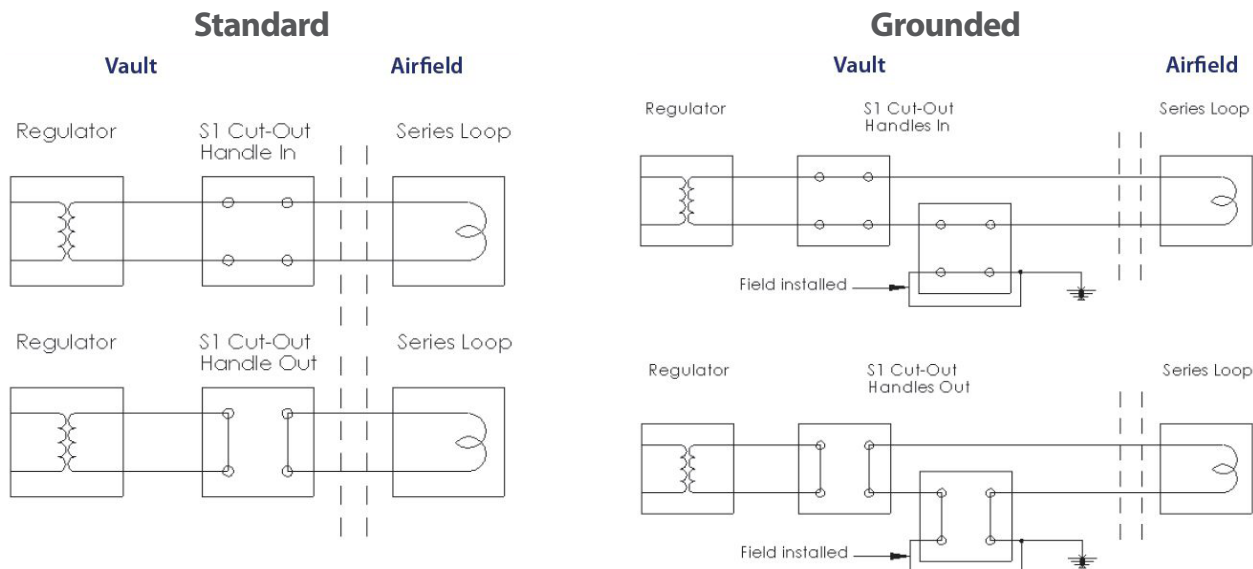 Standard
Vault
Airfield
Regulator
S1 Cut-Out
Handle In
Series Loop
Regulator
S1 Cut-Out
Handle Out
Series Loop
Grounded
Vault
Airfield
Regulator
S1 Cut-Out
Handles In
Series Loop
Field installed
Regulator
S1 Cut-Out
Handles Out
Series Loop
Field installed